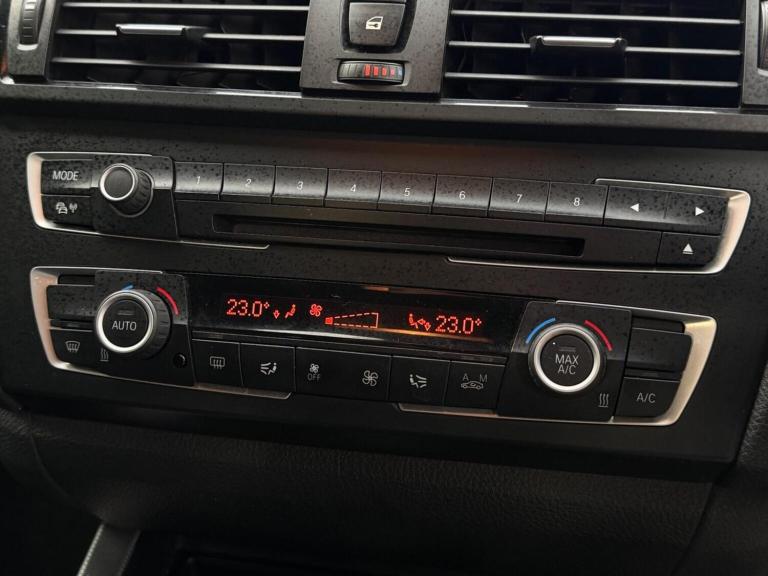 MODE 1 2 3 4 5 6 7 8
23.0° 23.0°
AUTO
OFF
A M
MAX
A/C
A/C